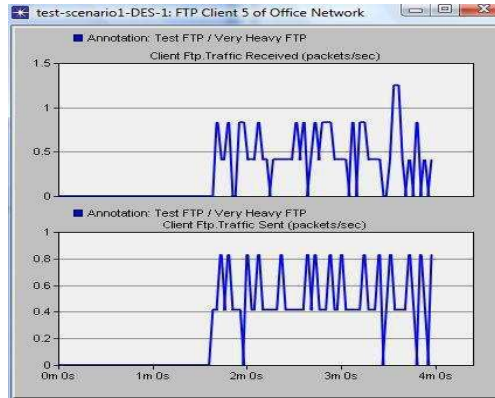 test-scenario1-DES-1: FTP Client 5 of Office Network
Annotation: Test FTP / Very Heavy FTP
Client Ftp.Traffic Received (packets/sec)
1.5
1
0.5
0
Annotation: Test FTP / Very Heavy FTP
Client Ftp.Traffic Sent (packets/sec)
1
0.8
0.6
0.4
0.2
0
0m 0s 1m 0s 2m 0s 3m 0s 4m 0s